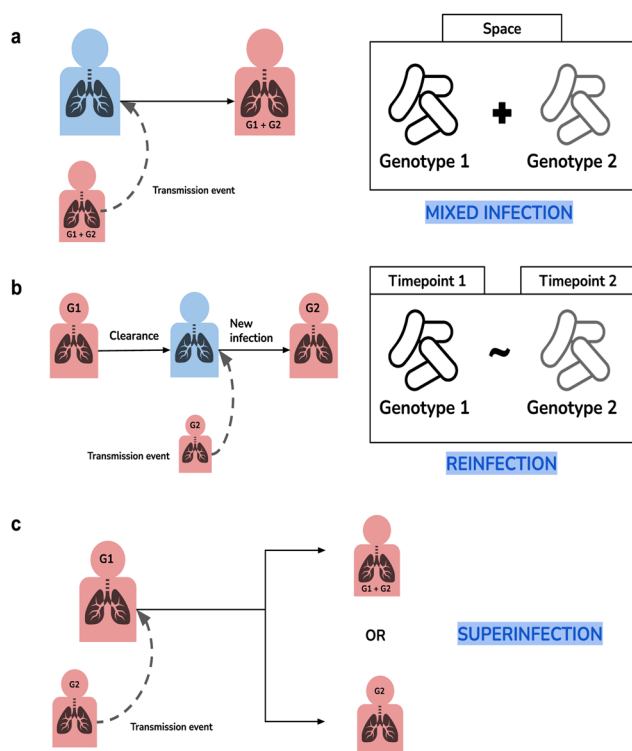 a
Space
G1 + G2
Genotype 1
Genotype 2
Transmission event
G1 + G2
MIXED INFECTION
b
Timepoint 1
Timepoint 2
G1
G2
Clearance
New
infection
Genotype 1
~
Genotype 2
G2
Transmission event
REINFECTION
c
G1
G1 + G2
OR
SUPERINFECTION
G2
G2
Transmission event